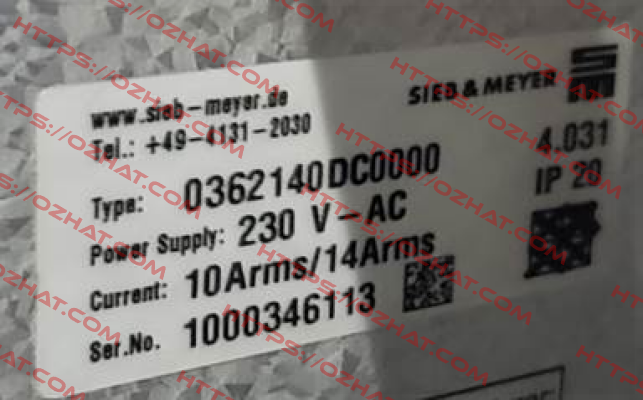 www.sieb-meyer.de
SIEB & MEYER
Tel.: +49-4131-2030
Type: 0362140DC0000
4.031
Power Supply: 230 V-AC
IP 20
Current: 10Arms/14Arms
Ser.No. 1000346113
HTTPS://OZHAT.COM